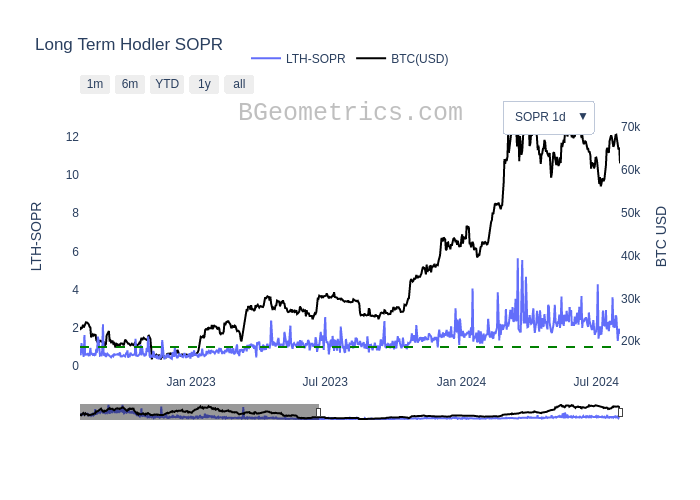 Long Term Hodler SOPR
LTH-SOPR BTC(USD)
1m 6m YTD 1y all
BGeometrics.com
SOPR 1d ▼
12
10
8
6
4
2
0
LTH-SOPR
70k
60k
50k
40k
30k
20k
BTC USD
Jan 2023 Jul 2023 Jan 2024 Jul 2024